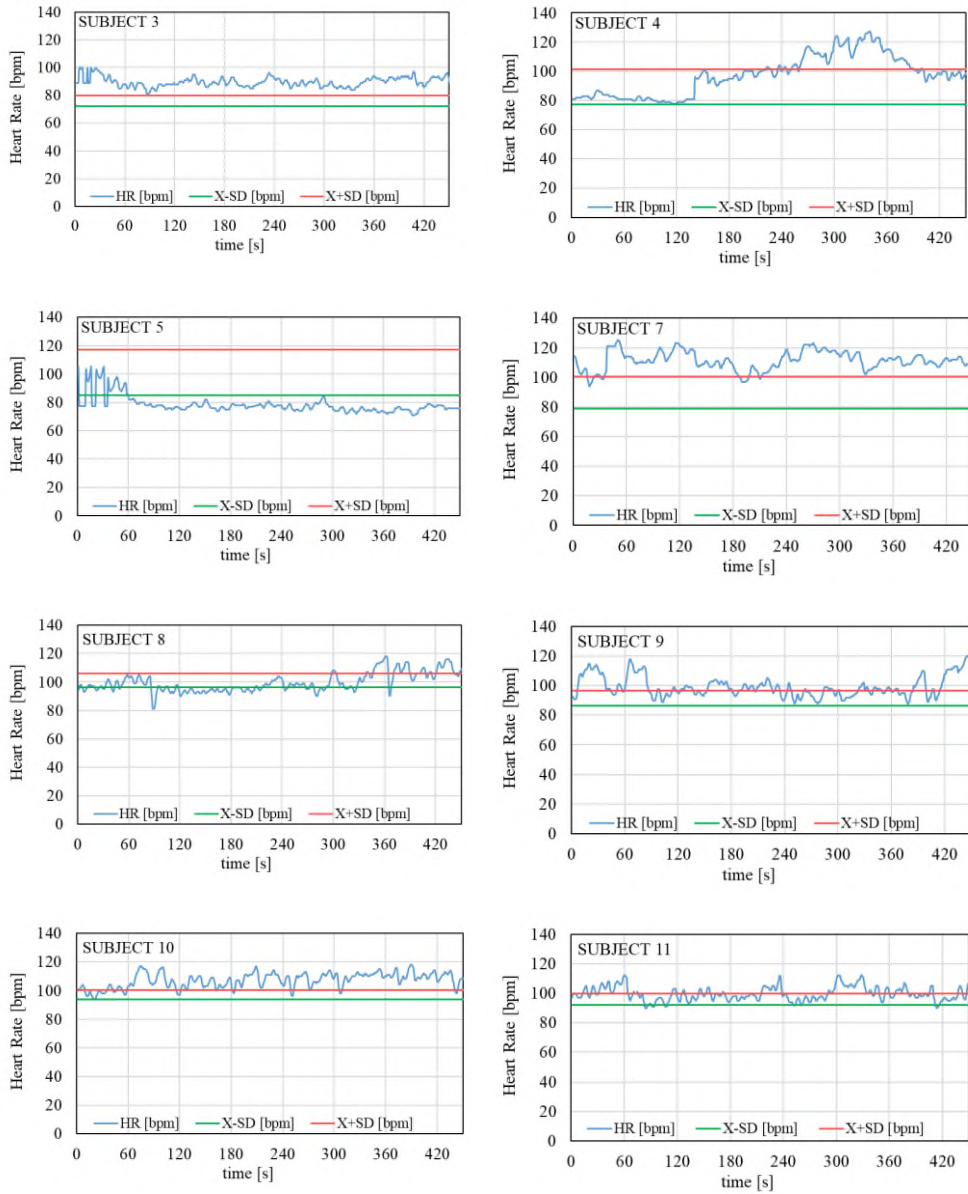 SUBJECT 3
Heart Rate [bpm]
140
120
100
80
60
40
20
0
HR [bpm] X-SD [bpm] X+SD [bpm]
0 60 120 180 240 300 360 420
time [s]
SUBJECT 4
Heart Rate [bpm]
140
120
100
80
60
40
20
0
HR [bpm] X-SD [bpm] X+SD [bpm]
0 60 120 180 240 300 360 420
time [s]
SUBJECT 5
Heart Rate [bpm]
140
120
100
80
60
40
20
0
HR [bpm] X-SD [bpm] X+SD [bpm]
0 60 120 180 240 300 360 420
time [s]
SUBJECT 7
Heart Rate [bpm]
140
120
100
80
60
40
20
0
HR [bpm] X-SD [bpm] X+SD [bpm]
0 60 120 180 240 300 360 420
time [s]
SUBJECT 8
Heart Rate [bpm]
140
120
100
80
60
40
20
0
HR [bpm] X-SD [bpm] X+SD [bpm]
0 60 120 180 240 300 360 420
time [s]
SUBJECT 9
Heart Rate [bpm]
140
120
100
80
60
40
20
0
HR [bpm] X-SD [bpm] X+SD [bpm]
0 60 120 180 240 300 360 420
time [s]
SUBJECT 10
Heart Rate [bpm]
140
120
100
80
60
40
20
0
HR [bpm] X-SD [bpm] X+SD [bpm]
0 60 120 180 240 300 360 420
time [s]
SUBJECT 11
Heart Rate [bpm]
140
120
100
80
60
40
20
0
HR [bpm] X-SD [bpm] X+SD [bpm]
0 60 120 180 240 300 360 420
time [s]